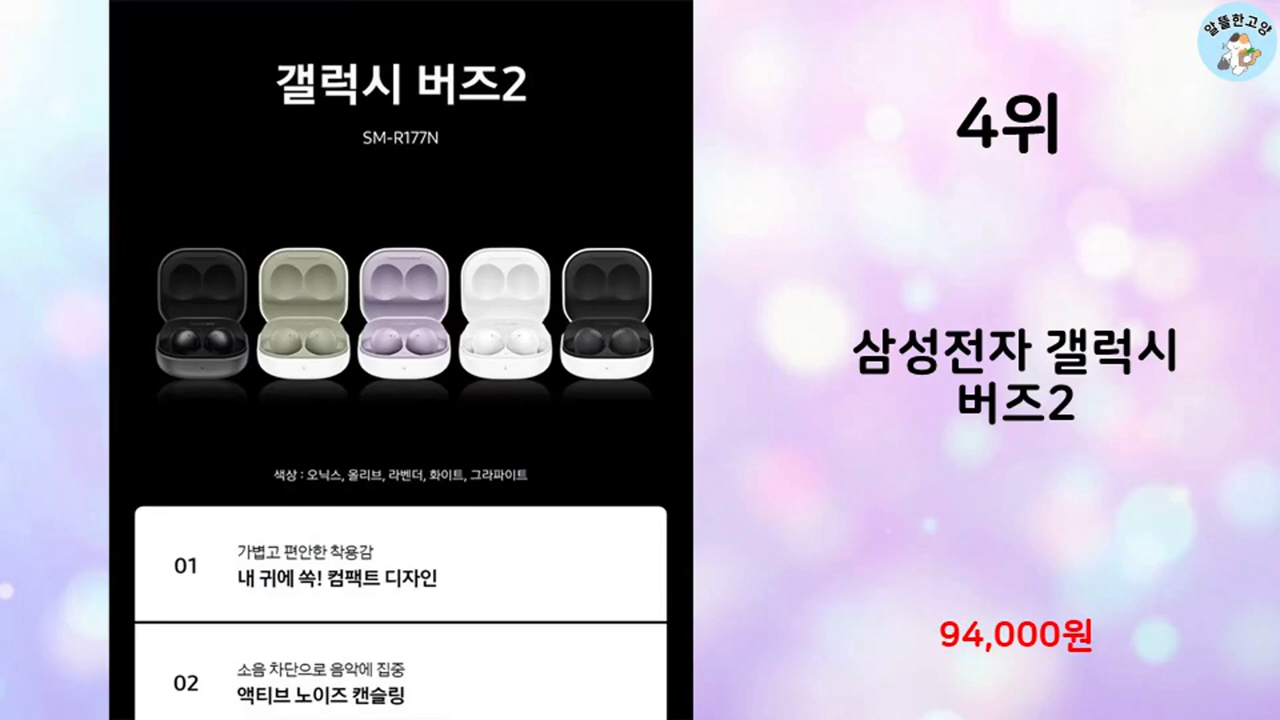 갤럭시 버즈2
SM-R177N
색상 : 오닉스, 올리브, 라벤더, 화이트, 그라파이트
01
가볍고 편안한 착용감
내 귀에 쏙! 컴팩트 디자인
02
소음 차단으로 음악에 집중
액티브 노이즈 캔슬링
알뜰한고양
4위
삼성전자 갤럭시
버즈2
94,000원